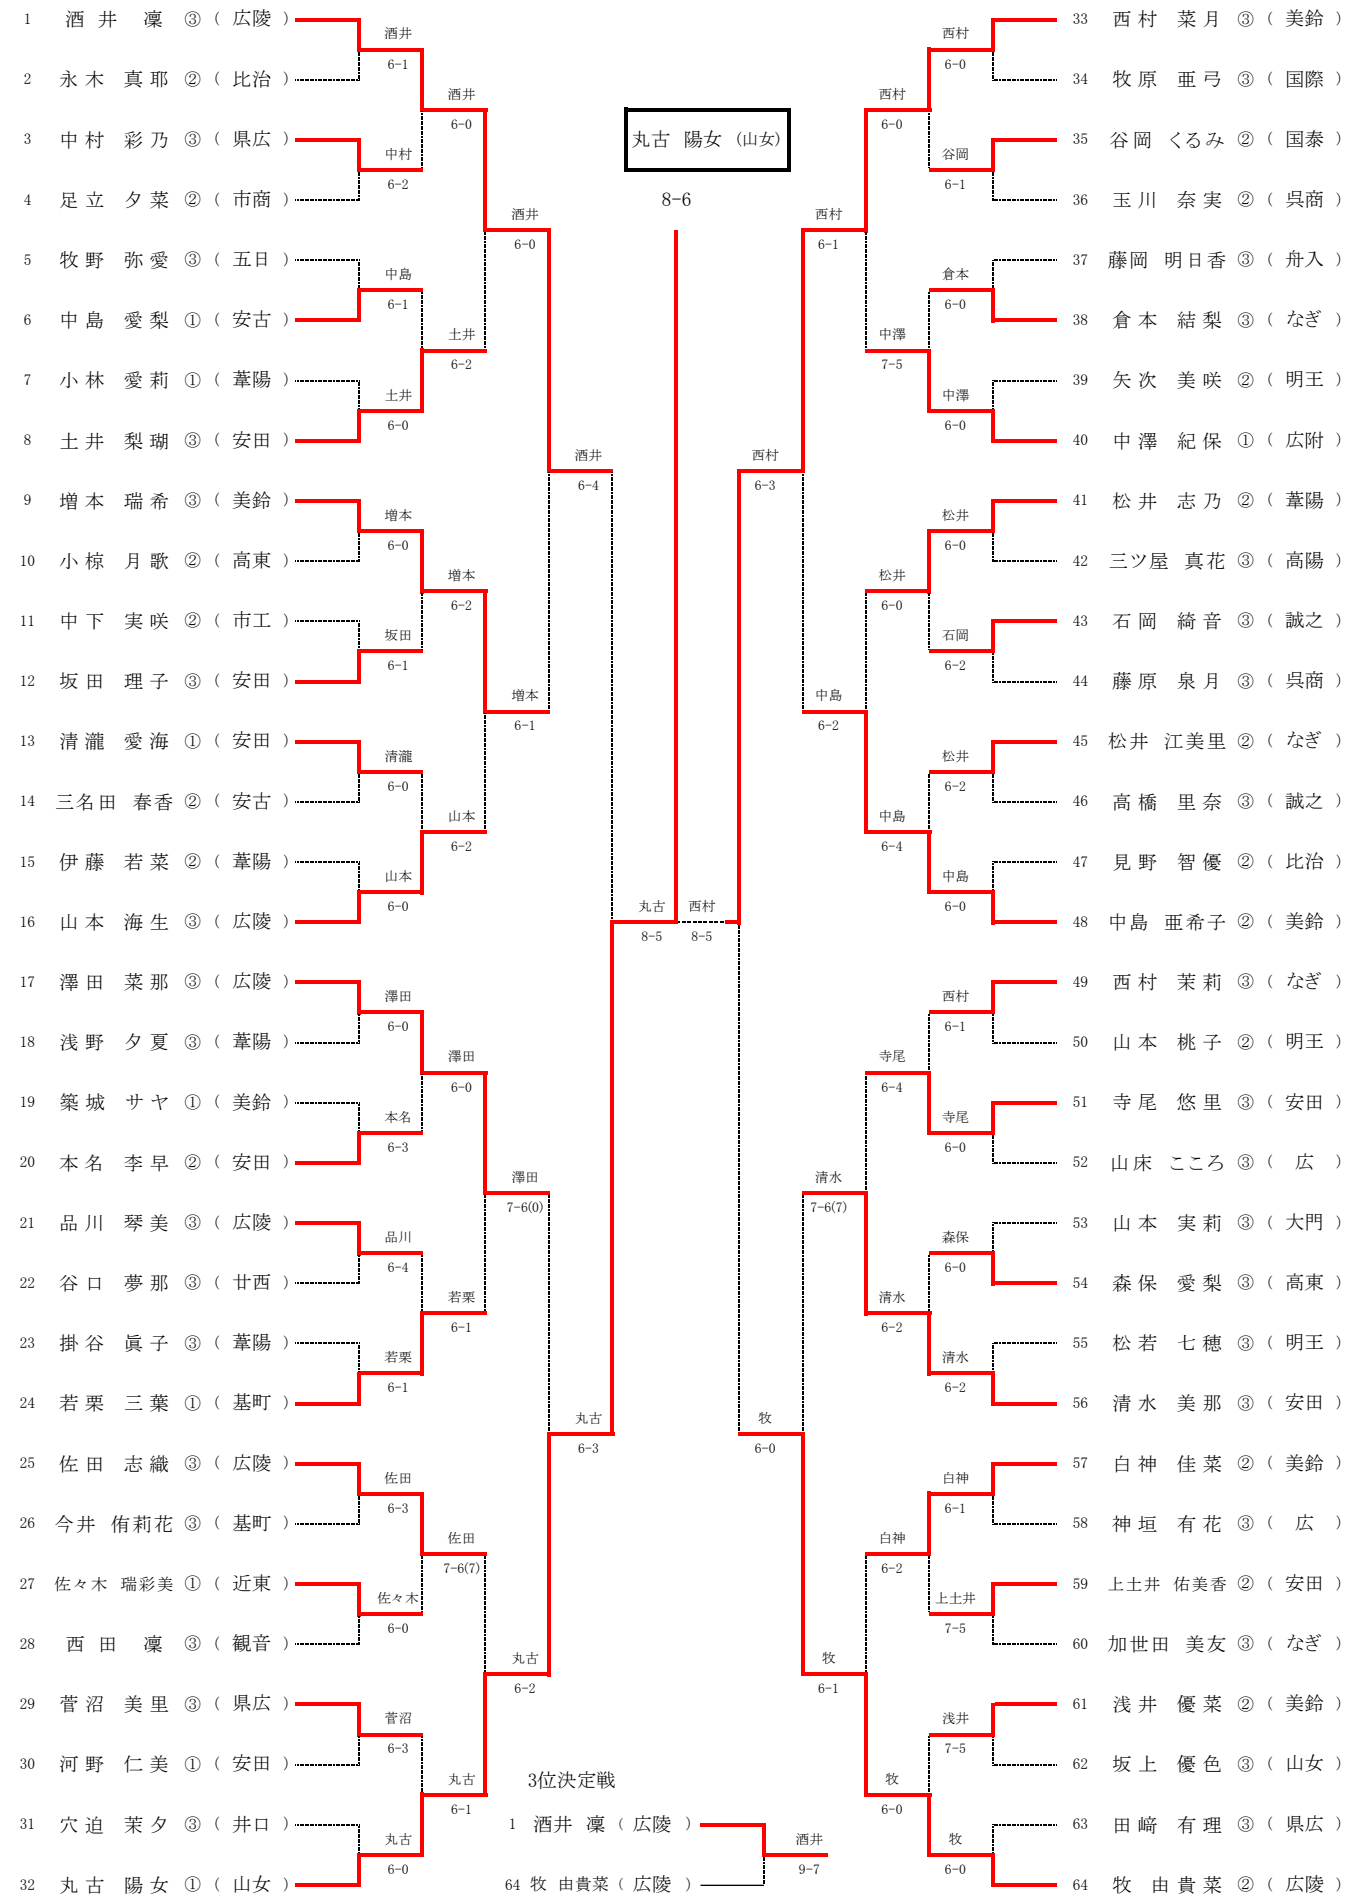 1 酒井 凜 ③ ( 広陵 )
2 永木 真耶 ② ( 比治 )
3 中村 彩乃 ③ ( 県広 )
4 足立 夕菜 ② ( 市商 )
5 牧野 弥愛 ③ ( 五日 )
6 中島 愛梨 ① ( 安古 )
7 小林 愛莉 ① ( 葦陽 )
8 土井 梨瑚 ③ ( 安田 )
9 増本 瑞希 ③ ( 美鈴 )
10 小椋 月歌 ② ( 高東 )
11 中下 実咲 ② ( 市工 )
12 坂田 理子 ③ ( 安田 )
13 清瀧 愛海 ① ( 安田 )
14 三名田 春香 ② ( 安古 )
15 伊藤 若菜 ② ( 葦陽 )
16 山本 海生 ③ ( 広陵 )
17 澤田 菜那 ③ ( 広陵 )
18 浅野 夕夏 ③ ( 葦陽 )
19 築城 サヤ ① ( 美鈴 )
20 本名 李早 ② ( 安田 )
21 品川 琴美 ③ ( 広陵 )
22 谷口 夢那 ③ ( 廿西 )
23 掛谷 眞子 ③ ( 葦陽 )
24 若栗 三葉 ① ( 基町 )
25 佐田 志織 ③ ( 広陵 )
26 今井 侑莉花 ③ ( 基町 )
27 佐々木 瑞彩美 ① ( 近東 )
28 西田 凜 ③ ( 観音 )
29 菅沼 美里 ③ ( 県広 )
30 河野 仁美 ① ( 安田 )
31 穴迫 茉夕 ③ ( 井口 )
32 丸古 陽女 ① ( 山女 )
酒井
6-1
中村
6-2
中島
6-1
土井
6-0
増本
6-0
坂田
6-1
清瀧
6-0
山本
6-0
澤田
6-0
本名
6-3
品川
6-4
若栗
6-1
佐田
6-3
佐々木
6-0
菅沼
6-3
丸古
6-0
酒井
6-0
土井
6-2
増本
6-2
山本
6-2
澤田
6-0
若栗
6-1
佐田
7-6(7)
丸古
6-1
酒井
6-0
増本
6-1
澤田
7-6(0)
丸古
6-2
酒井
6-4
丸古
6-3
丸古
8-5
丸古 陽女 (山女)
8-6
西村
8-5
西村
6-3
牧
6-0
西村
6-1
中島
6-2
清水
7-6(7)
牧
6-1
西村
6-0
中澤
7-5
松井
6-0
中島
6-4
寺尾
6-4
清水
6-2
白神
6-2
牧
6-0
西村
6-0
谷岡
6-1
倉本
6-0
中澤
6-0
松井
6-0
石岡
6-2
松井
6-2
中島
6-0
西村
6-1
寺尾
6-0
森保
6-0
清水
6-2
白神
6-1
上土井
7-5
浅井
7-5
牧
6-0
33 西村 菜月 ③ ( 美鈴 )
34 牧原 亜弓 ③ ( 国際 )
35 谷岡 くるみ ② ( 国泰 )
36 玉川 奈実 ② ( 呉商 )
37 藤岡 明日香 ③ ( 舟入 )
38 倉本 結梨 ③ ( なぎ )
39 矢次 美咲 ② ( 明王 )
40 中澤 紀保 ① ( 広附 )
41 松井 志乃 ② ( 葦陽 )
42 三ツ屋 真花 ③ ( 高陽 )
43 石岡 綺音 ③ ( 誠之 )
44 藤原 泉月 ③ ( 呉商 )
45 松井 江美里 ② ( なぎ )
46 高橋 里奈 ③ ( 誠之 )
47 見野 智優 ② ( 比治 )
48 中島 亜希子 ② ( 美鈴 )
49 西村 茉莉 ③ ( なぎ )
50 山本 桃子 ② ( 明王 )
51 寺尾 悠里 ③ ( 安田 )
52 山床 こころ ③ ( 広 )
53 山本 実莉 ③ ( 大門 )
54 森保 愛梨 ③ ( 高東 )
55 松若 七穂 ③ ( 明王 )
56 清水 美那 ③ ( 安田 )
57 白神 佳菜 ② ( 美鈴 )
58 神垣 有花 ③ ( 広 )
59 上土井 佑美香 ② ( 安田 )
60 加世田 美友 ③ ( なぎ )
61 浅井 優菜 ② ( 美鈴 )
62 坂上 優色 ③ ( 山女 )
63 田﨑 有理 ③ ( 県広 )
64 牧 由貴菜 ② ( 広陵 )
3位決定戦
1 酒井 凜 ( 広陵 )
64 牧 由貴菜 ( 広陵 )
酒井
9-7